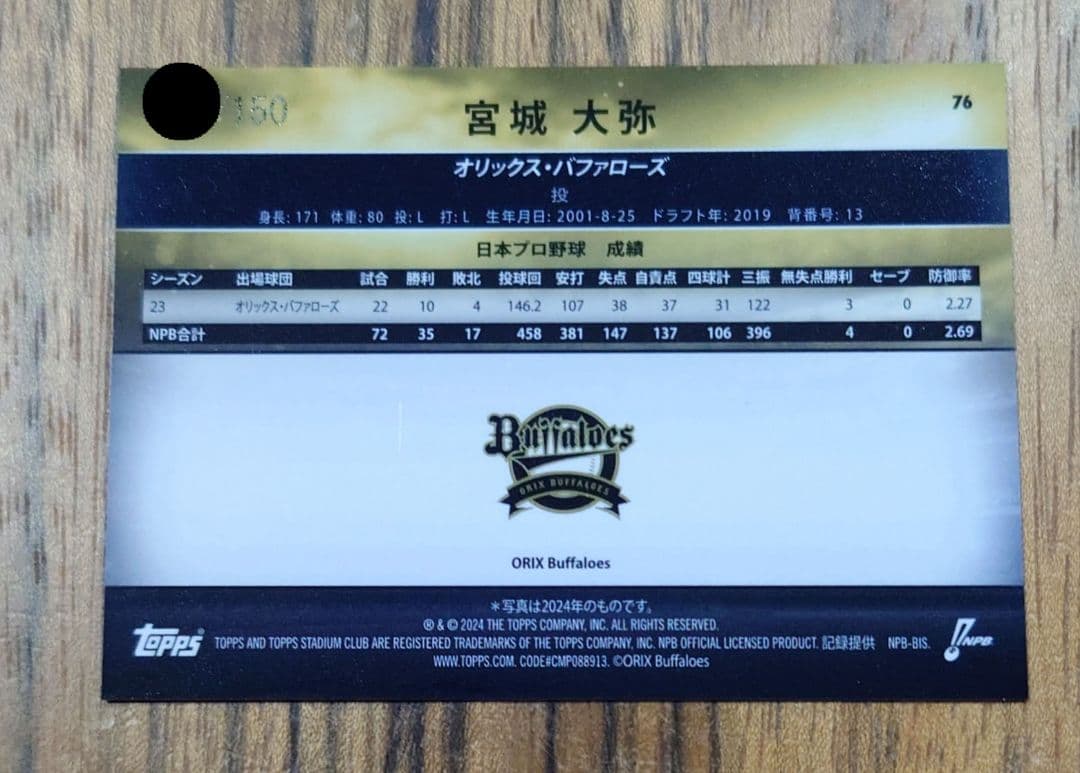 /150
宮城 大弥
76
オリックス・バファローズ
投
身長: 171 体重: 80 投: L 打: L 生年月日: 2001-8-25 ドラフト年: 2019 背番号: 13
日本プロ野球 成績
シーズン 出場球団 試合 勝利 敗北 投球回 安打 失点 自責点 四球計 三振 無失点勝利 セーブ 防御率
23 オリックス・バファローズ 22 10 4 146.2 107 38 37 31 122 3 0 2.27
NPB合計 72 35 17 458 381 147 137 106 396 4 0 2.69
Buffaloes
ORIX BUFFALOES
ORIX Buffaloes
＊写真は2024年のものです。
® & © 2024 THE TOPPS COMPANY, INC. ALL RIGHTS RESERVED.
Topps®
TOPPS AND TOPPS STADIUM CLUB ARE REGISTERED TRADEMARKS OF THE TOPPS COMPANY, INC. NPB OFFICIAL LICENSED PRODUCT. 記録提供 NPB-BIS.
NPB
WWW.TOPPS.COM. CODE#CMP088913. ©ORIX Buffaloes